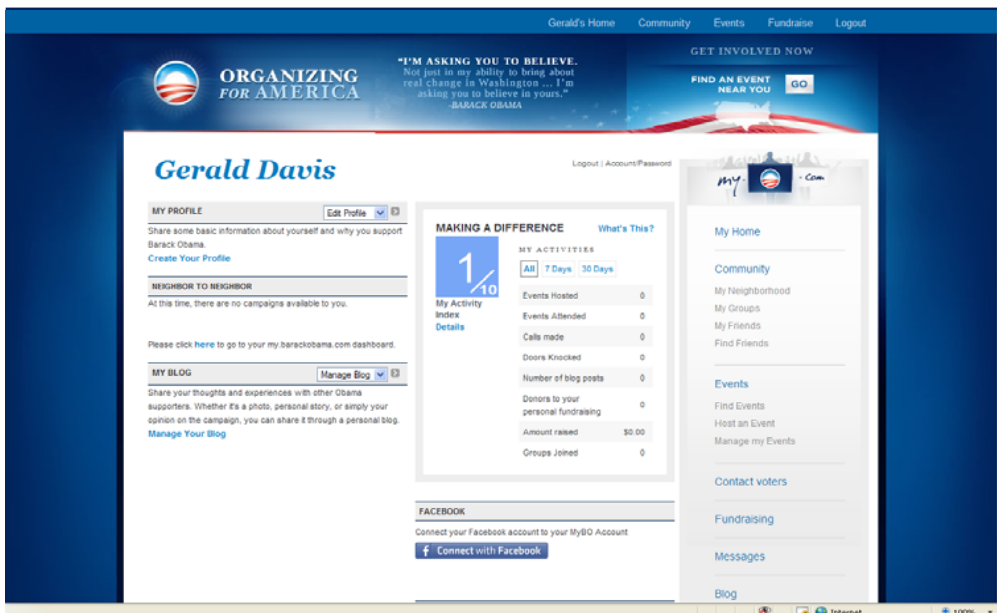 Gerald's Home Community Events Fundraise Logout
ORGANIZING
FOR AMERICA
"I'M ASKING YOU TO BELIEVE.
Not just in my ability to bring about
real change in Washington ... I'm
asking you to believe in yours."
-BARACK OBAMA
GET INVOLVED NOW
FIND AN EVENT
NEAR YOU
GO
Gerald Davis
Logout | Account/Password
MY PROFILE
Edit Profile
Share some basic information about yourself and why you support
Barack Obama.
Create Your Profile
NEIGHBOR TO NEIGHBOR
At this time, there are no campaigns available to you.
Please click here to go to your my.barackobama.com dashboard.
MY BLOG
Manage Blog
Share your thoughts and experiences with other Obama
supporters. Whether it's a photo, personal story, or simply your
opinion on the campaign, you can share it through a personal blog.
Manage Your Blog
MAKING A DIFFERENCE
What's This?
1/10
My Activity
Index
Details
MY ACTIVITIES
All 7 Days 30 Days
Events Hosted 0
Events Attended 0
Calls made 0
Doors Knocked 0
Number of blog posts 0
Donors to your
personal fundraising 0
Amount raised $0.00
Groups Joined 0
FACEBOOK
Connect your Facebook account to your MyBO Account
f Connect with Facebook
my- .com
My Home
Community
My Neighborhood
My Groups
My Friends
Find Friends
Events
Find Events
Host an Event
Manage my Events
Contact voters
Fundraising
Messages
Blog
Internet
100%